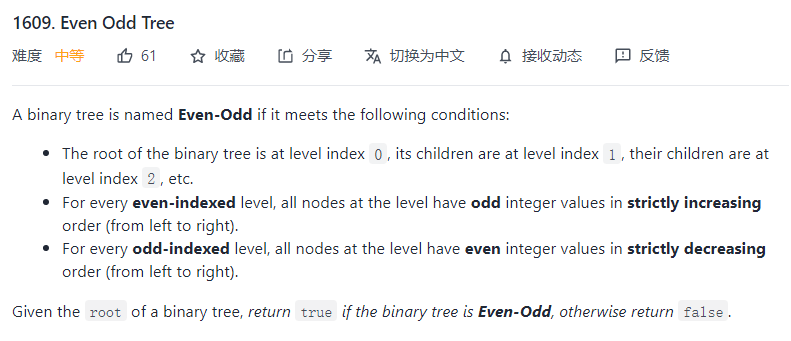 1609. Even Odd Tree
难度 中等 61 收藏 分享 切换为中文 接收动态 反馈
A binary tree is named Even-Odd if it meets the following conditions:
• The root of the binary tree is at level index 0, its children are at level index 1, their children are at
level index 2, etc.
• For every even-indexed level, all nodes at the level have odd integer values in strictly increasing
order (from left to right).
• For every odd-indexed level, all nodes at the level have even integer values in strictly decreasing
order (from left to right).
Given the root of a binary tree, return true if the binary tree is Even-Odd, otherwise return false.